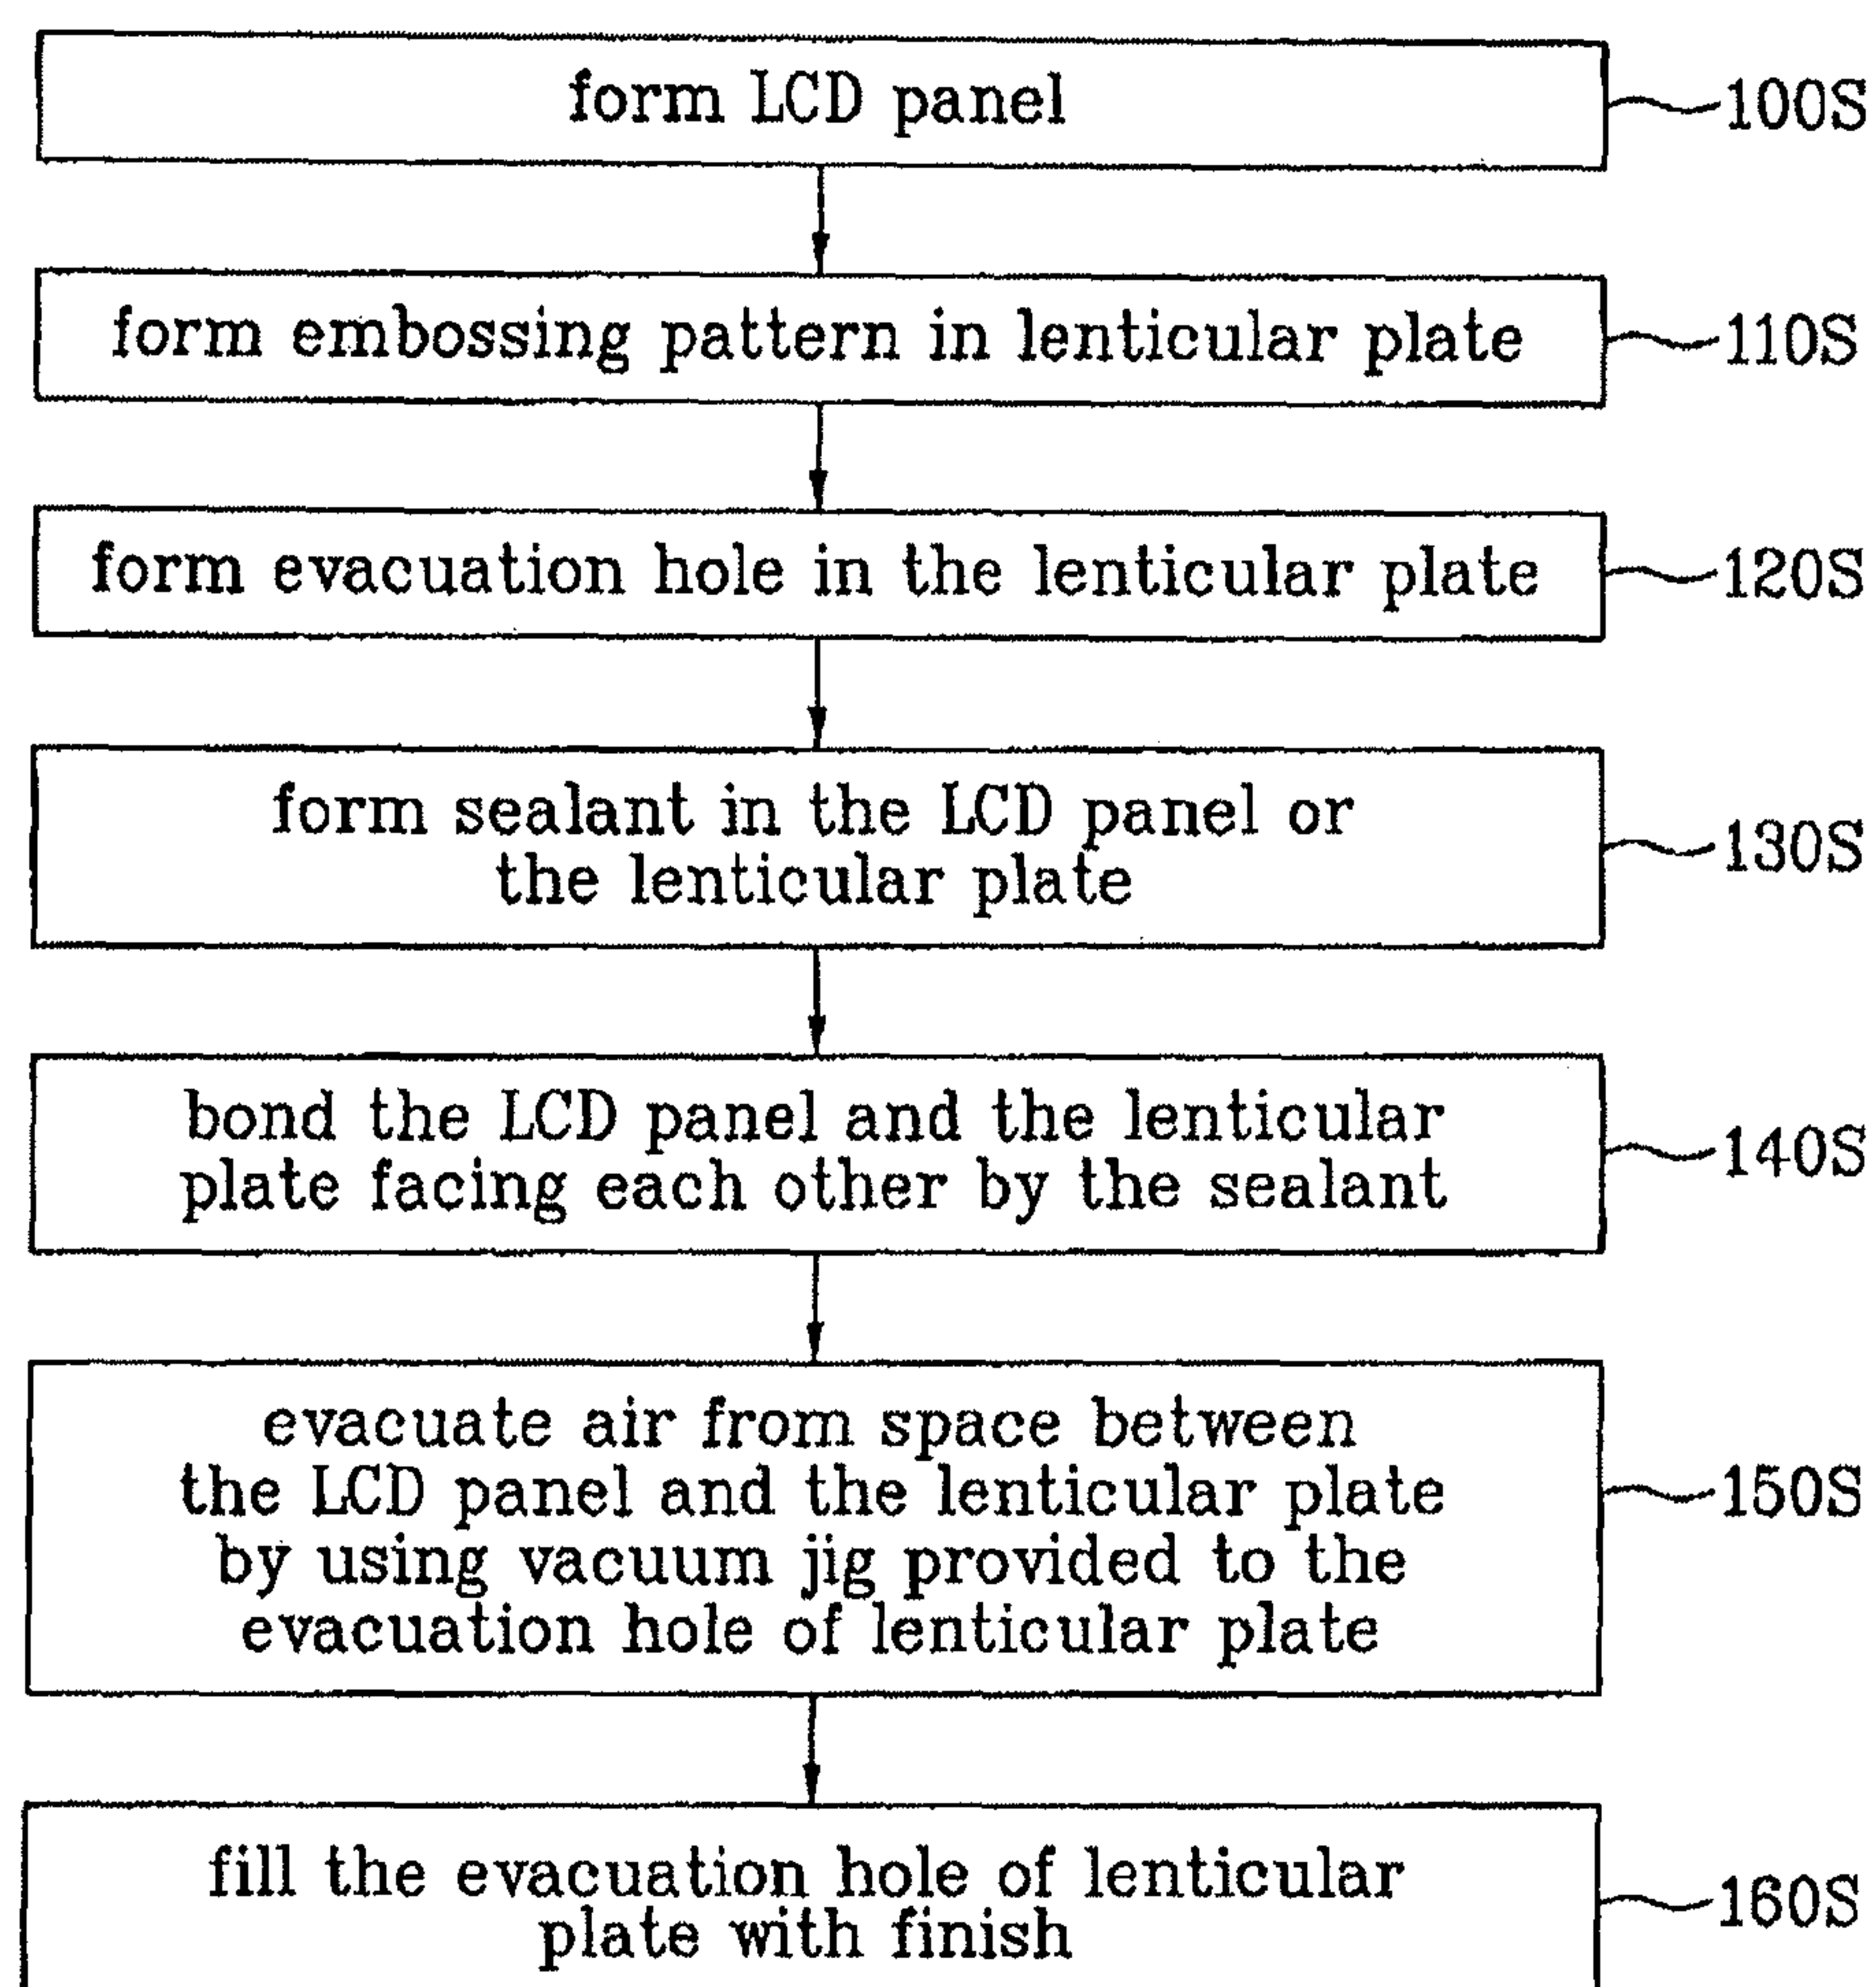 form LCD panel
100S
form embossing pattern in lenticular plate
110S
form evacuation hole in the lenticular plate
120S
form sealant in the LCD panel or
the lenticular plate
130S
bond the LCD panel and the lenticular
plate facing each other by the sealant
140S
evacuate air from space between
the LCD panel and the lenticular plate
by using vacuum jig provided to the
evacuation hole of lenticular plate
150S
fill the evacuation hole of lenticular
plate with finish
160S